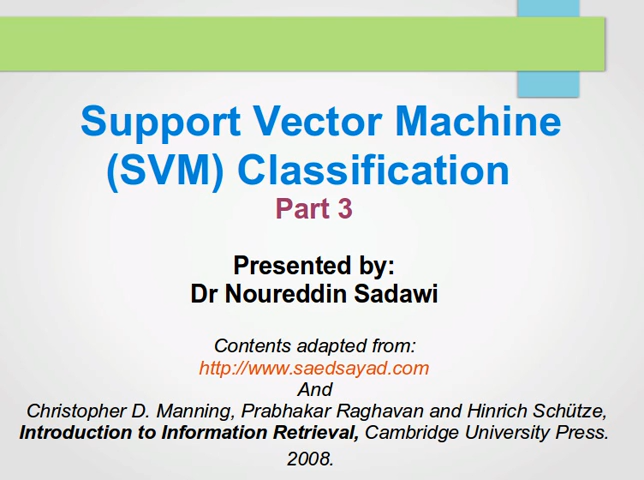 Support Vector Machine
(SVM) Classification
Part 3
Presented by:
Dr Noureddin Sadawi
Contents adapted from:
http://www.saedsayad.com
And
Christopher D. Manning, Prabhakar Raghavan and Hinrich Schütze,
Introduction to Information Retrieval, Cambridge University Press.
2008.